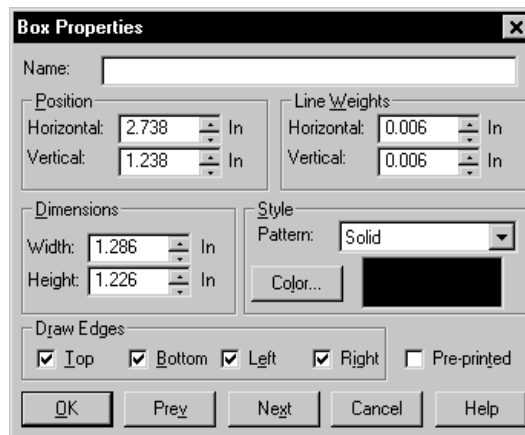 Box Properties
Name:
Position
Line Weights
Horizontal: 2.738 In
Horizontal: 0.006 In
Vertical: 1.238 In
Vertical: 0.006 In
Dimensions
Style
Width: 1.286 In
Pattern: Solid
Height: 1.226 In
Color...
Draw Edges
Top Bottom Left Right Pre-printed
OK Prev Next Cancel Help